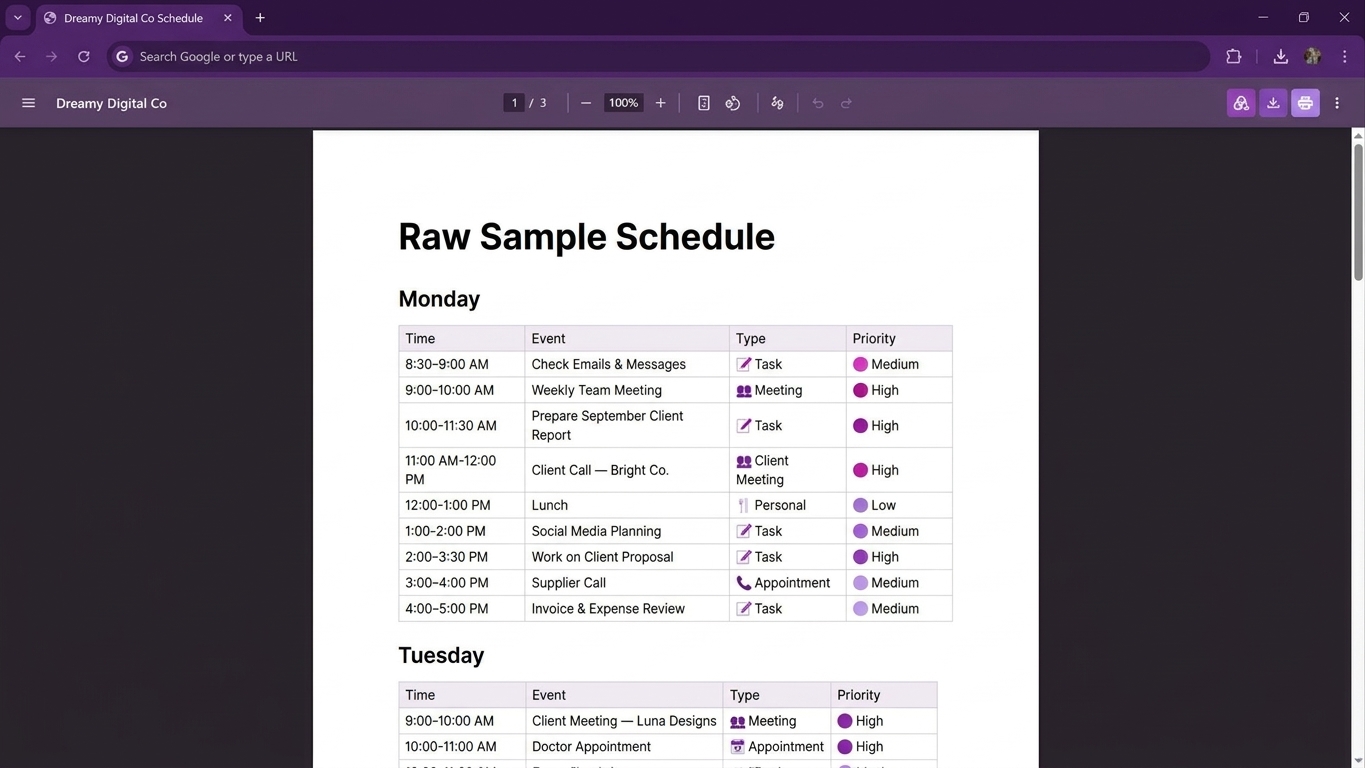 Dreamy Digital Co Schedule
Search Google or type a URL
Dreamy Digital Co
1 / 3
100%
Raw Sample Schedule
Monday
Time Event Type Priority
8:30–9:00 AM Check Emails & Messages Task Medium
9:00–10:00 AM Weekly Team Meeting Meeting High
10:00-11:30 AM Prepare September Client Report Task High
11:00 AM-12:00 PM Client Call — Bright Co. Client Meeting High
12:00-1:00 PM Lunch Personal Low
1:00-2:00 PM Social Media Planning Task Medium
2:00–3:30 PM Work on Client Proposal Task High
3:00–4:00 PM Supplier Call Appointment Medium
4:00–5:00 PM Invoice & Expense Review Task Medium
Tuesday
Time Event Type Priority
9:00-10:00 AM Client Meeting — Luna Designs Meeting High
10:00-11:00 AM Doctor Appointment Appointment High